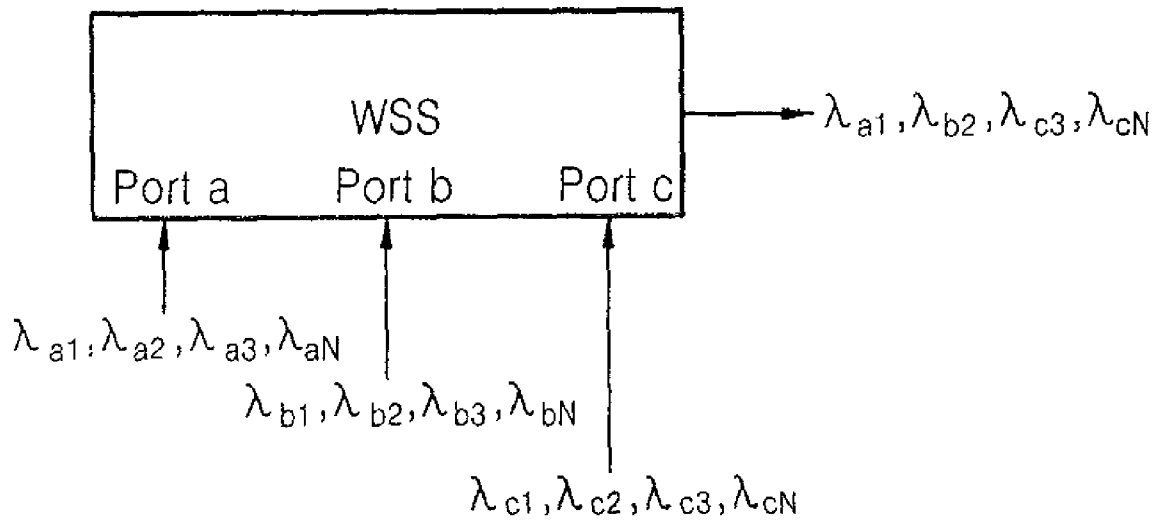 WSS
λa1, λb2, λc3, λcN
Port a Port b Port c
λa1, λa2, λa3, λaN
λb1, λb2, λb3, λbN
λc1, λc2, λc3, λcN